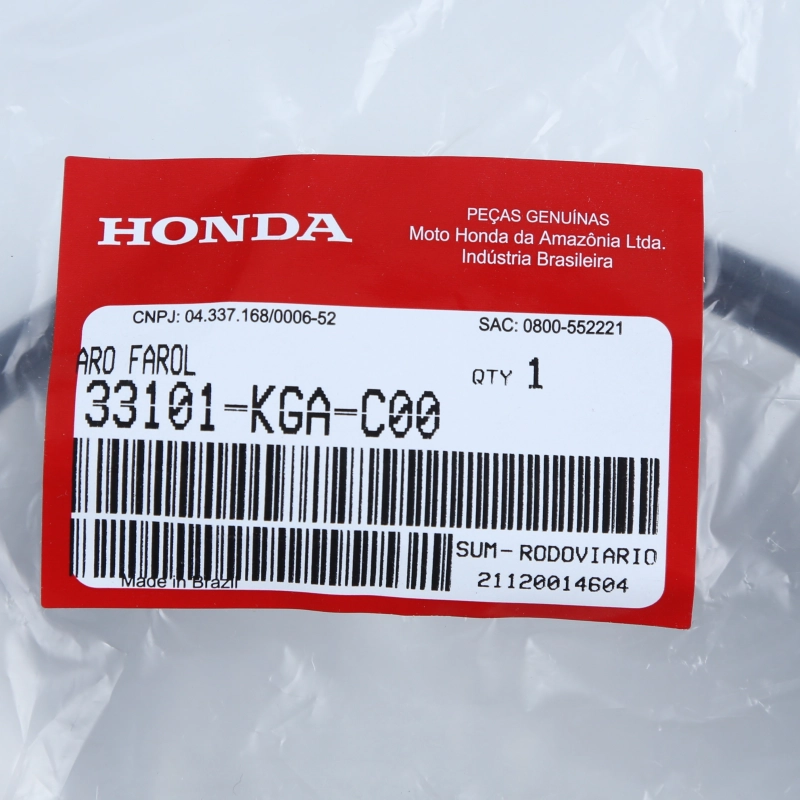 HONDA
PEÇAS GENUÍNAS
Moto Honda da Amazônia Ltda.
Indústria Brasileira
CNPJ: 04.337.168/0006-52
SAC: 0800-552221
ARO FAROL
QTY 1
33101-KGA-C00
SUM-RODOVIARIO
21120014604
Made in Brazil